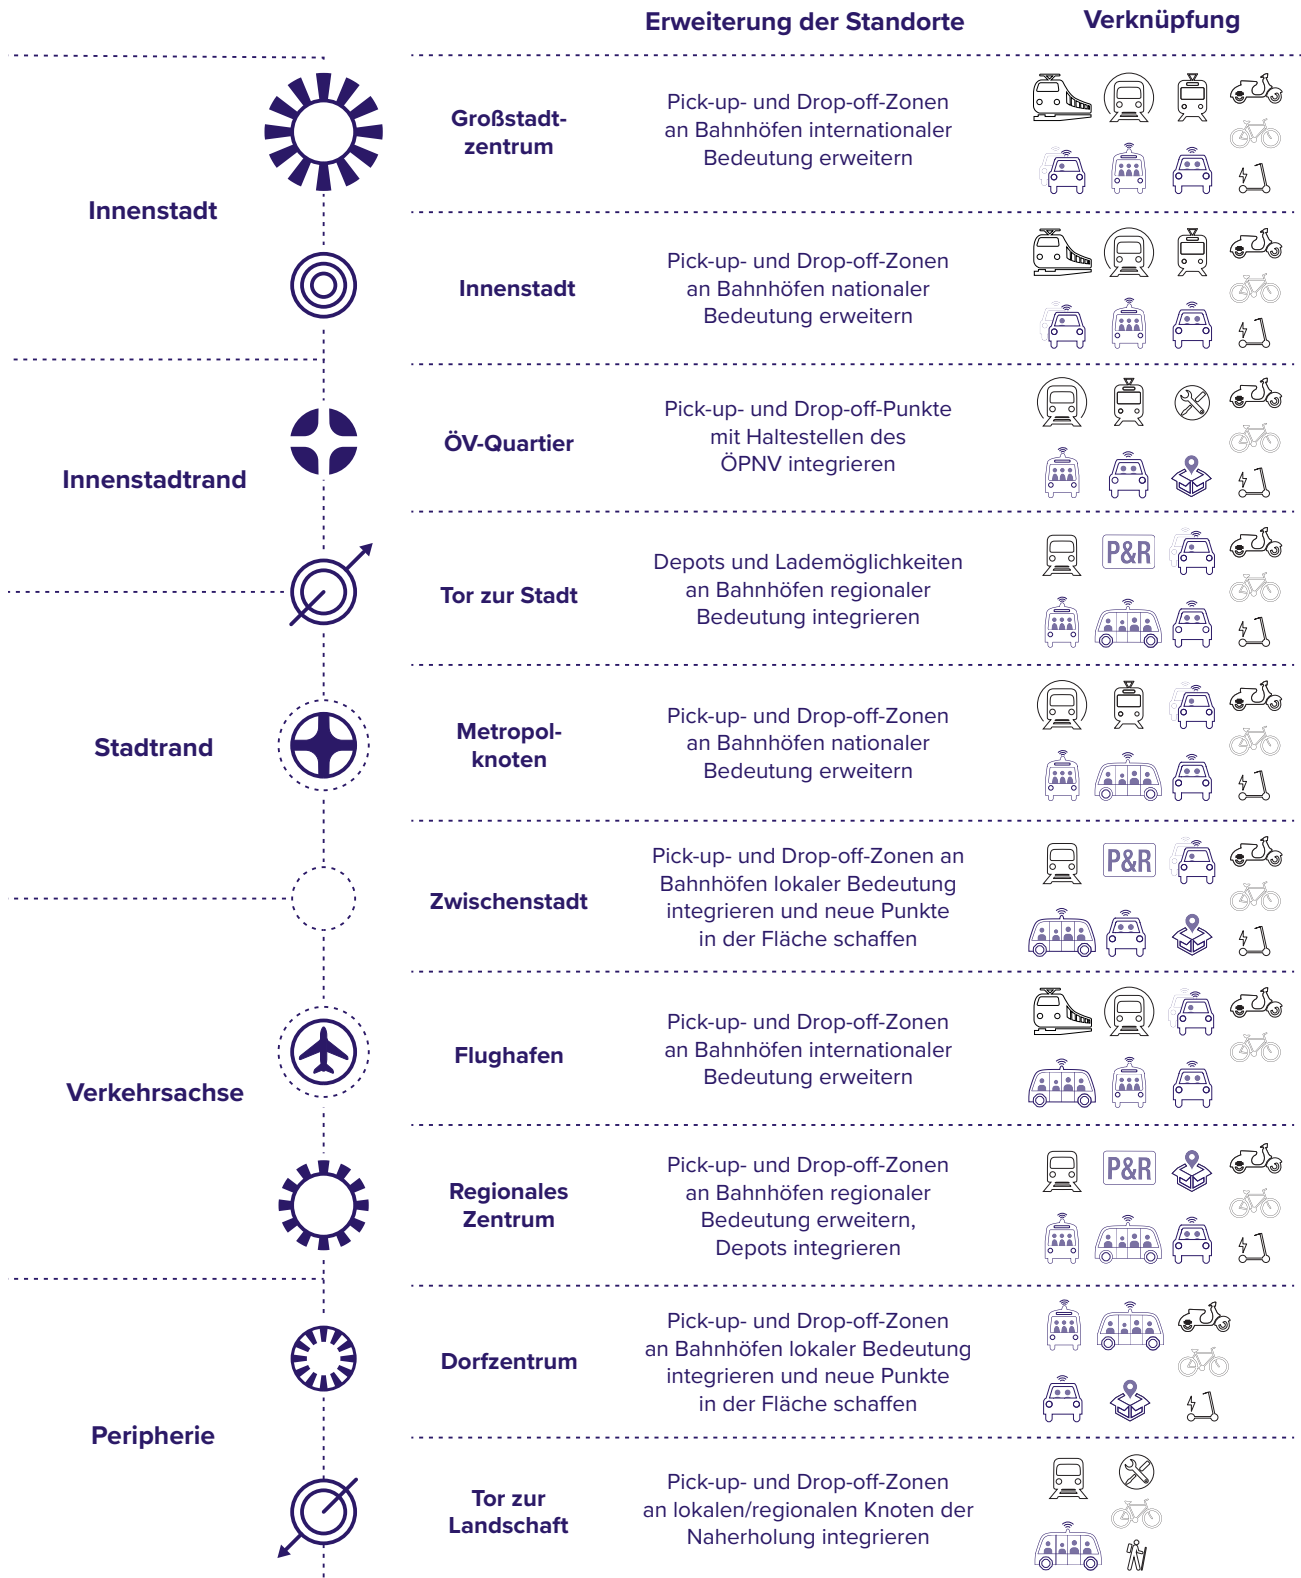 Erweiterung der Standorte
Verknüpfung
Innenstadt
Großstadt-
zentrum
Pick-up- und Drop-off-Zonen
an Bahnhöfen internationaler
Bedeutung erweitern
Innenstadt
Pick-up- und Drop-off-Zonen
an Bahnhöfen nationaler
Bedeutung erweitern
Innenstadtrand
ÖV-Quartier
Pick-up- und Drop-off-Punkte
mit Haltestellen des
ÖPNV integrieren
Tor zur Stadt
Depots und Lademöglichkeiten
an Bahnhöfen regionaler
Bedeutung integrieren
P&R
Stadtrand
Metropol-
knoten
Pick-up- und Drop-off-Zonen
an Bahnhöfen nationaler
Bedeutung erweitern
Zwischenstadt
Pick-up- und Drop-off-Zonen an
Bahnhöfen lokaler Bedeutung
integrieren und neue Punkte
in der Fläche schaffen
P&R
Verkehrsachse
Flughafen
Pick-up- und Drop-off-Zonen
an Bahnhöfen internationaler
Bedeutung erweitern
Regionales
Zentrum
Pick-up- und Drop-off-Zonen
an Bahnhöfen regionaler
Bedeutung erweitern,
Depots integrieren
P&R
Peripherie
Dorfzentrum
Pick-up- und Drop-off-Zonen
an Bahnhöfen lokaler Bedeutung
integrieren und neue Punkte
in der Fläche schaffen
Tor zur
Landschaft
Pick-up- und Drop-off-Zonen
an lokalen/regionalen Knoten der
Naherholung integrieren